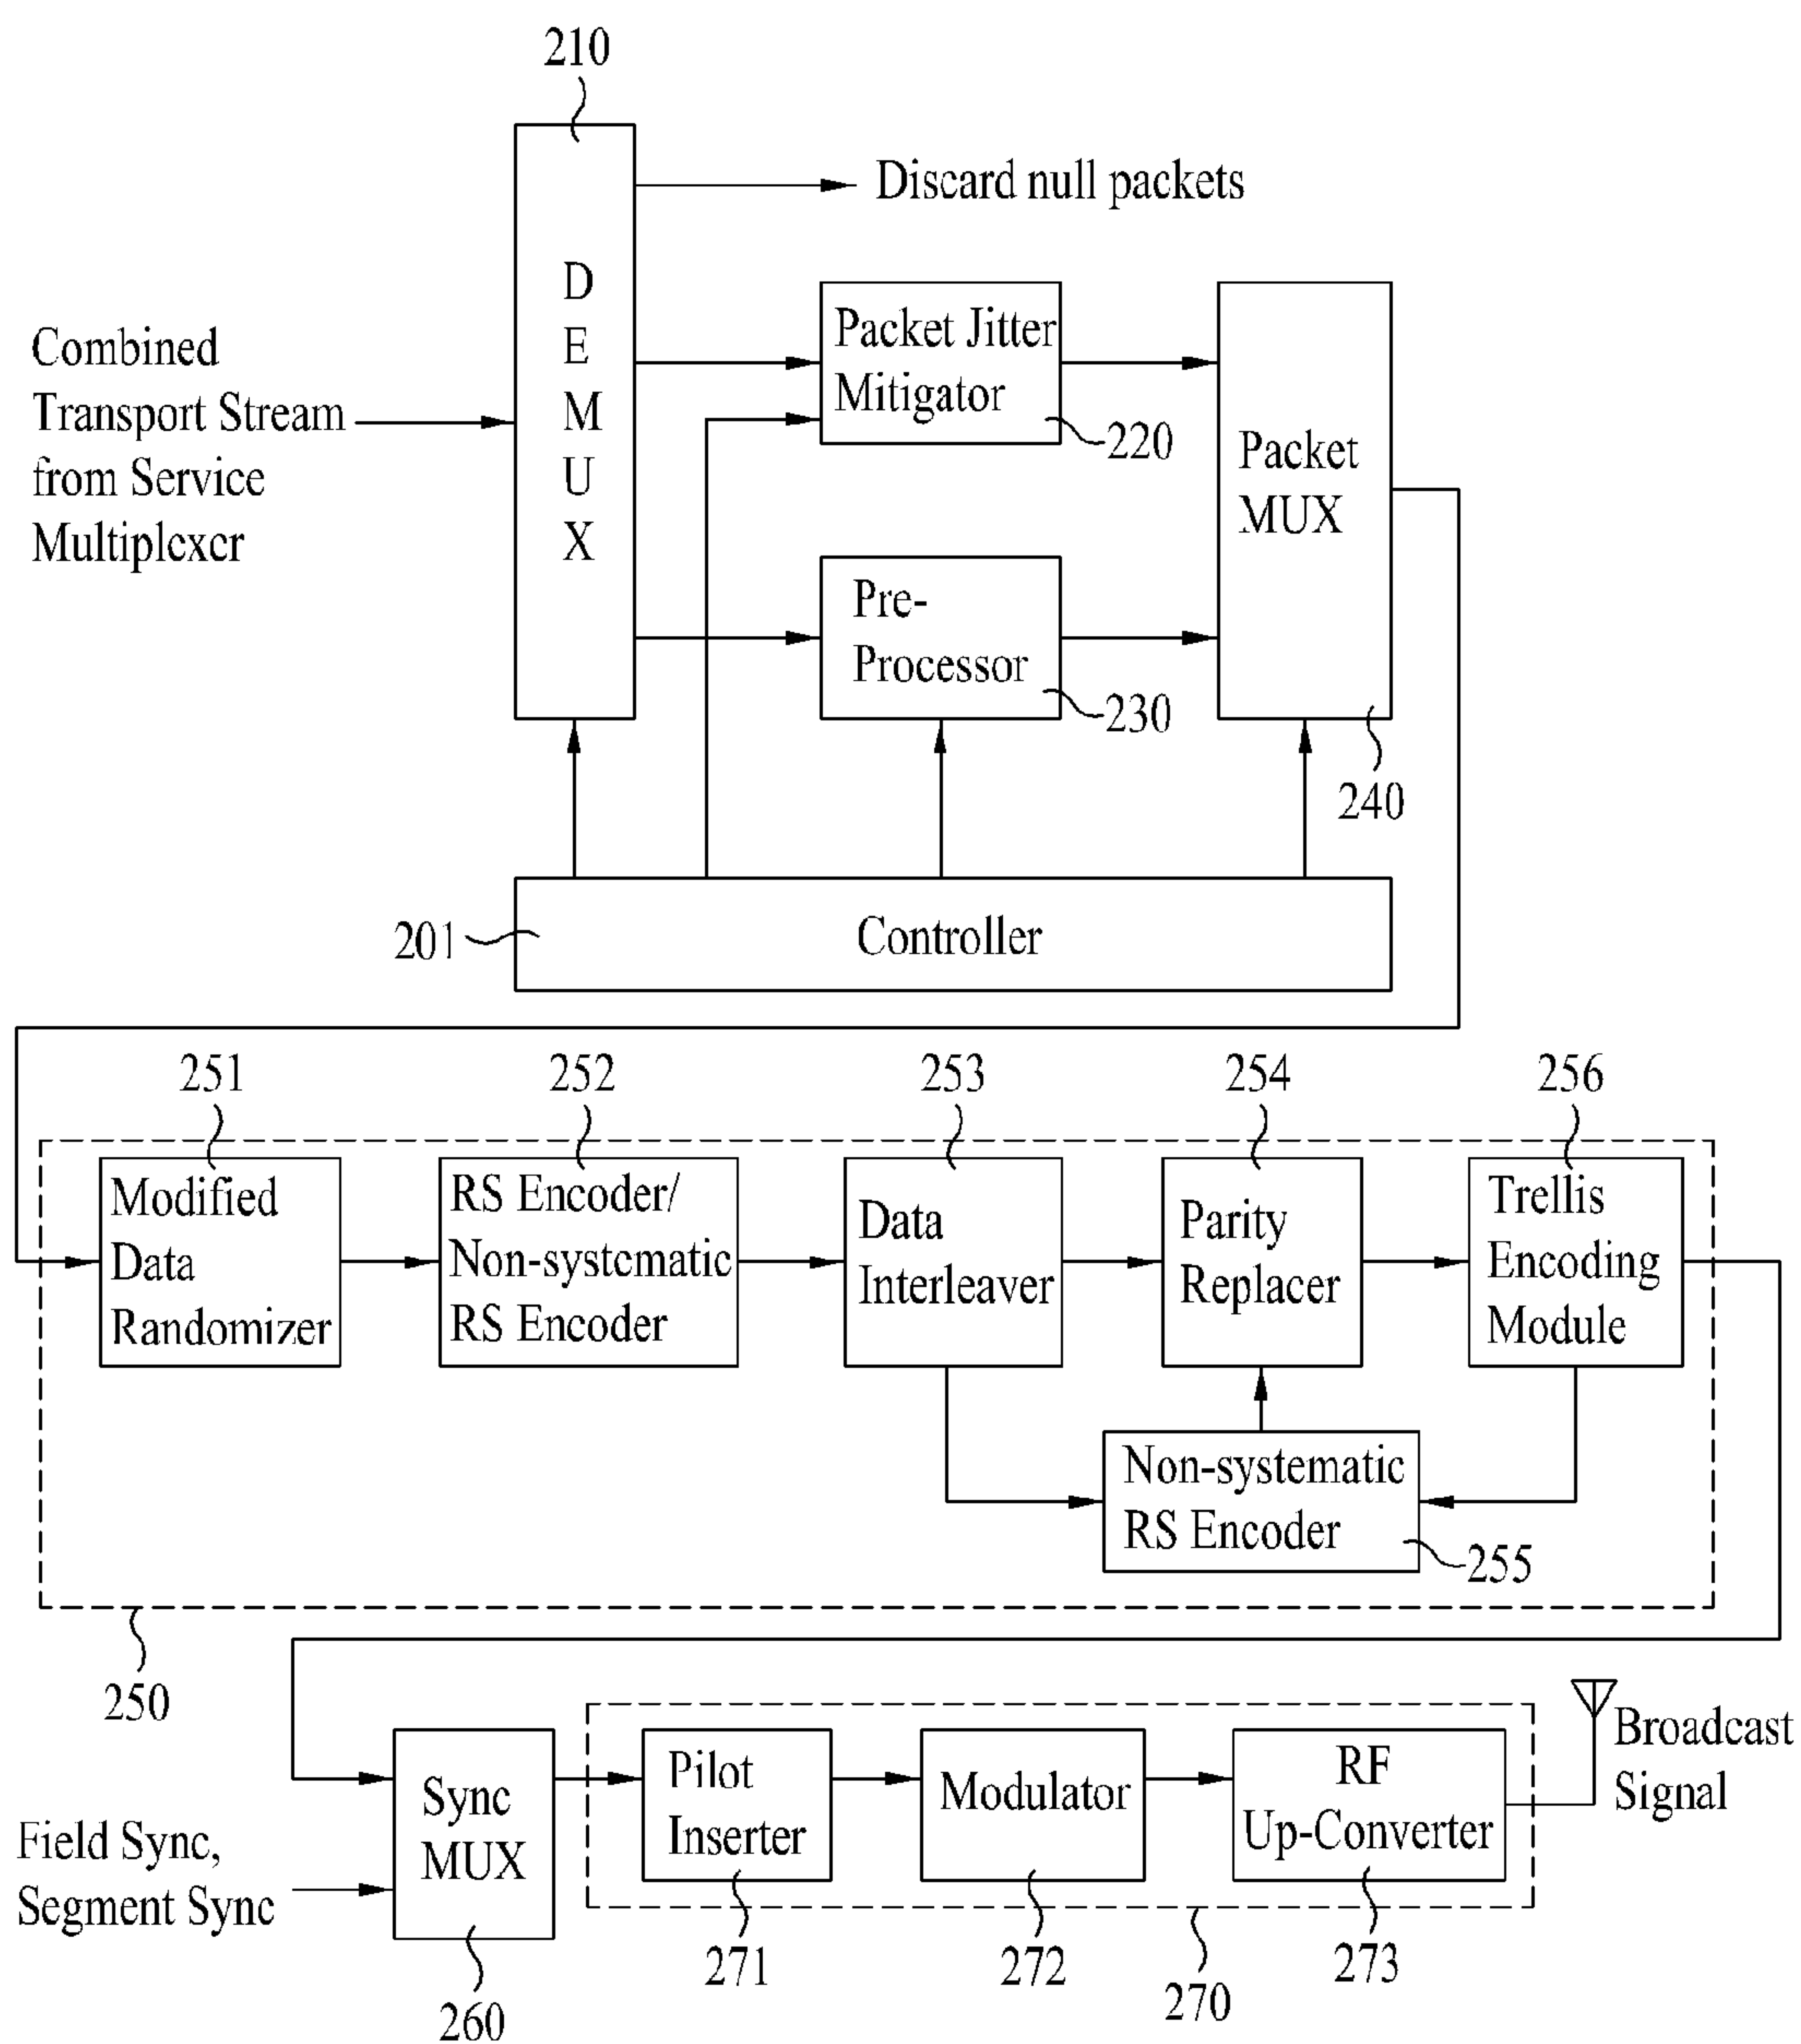 210
Discard null packets
DEMUX
Combined
Transport Stream
from Service
Multiplexer
Packet Jitter
Mitigator
220
Packet
MUX
Pre-
Processor
230
240
201
Controller
251
252
253
254
256
Modified
Data
Randomizer
RS Encoder/
Non-systematic
RS Encoder
Data
Interleaver
Parity
Replacer
Trellis
Encoding
Module
Non-systematic
RS Encoder
255
250
Sync
MUX
Pilot
Inserter
Modulator
RF
Up-Converter
Broadcast
Signal
Field Sync,
Segment Sync
260
271
272
273
270